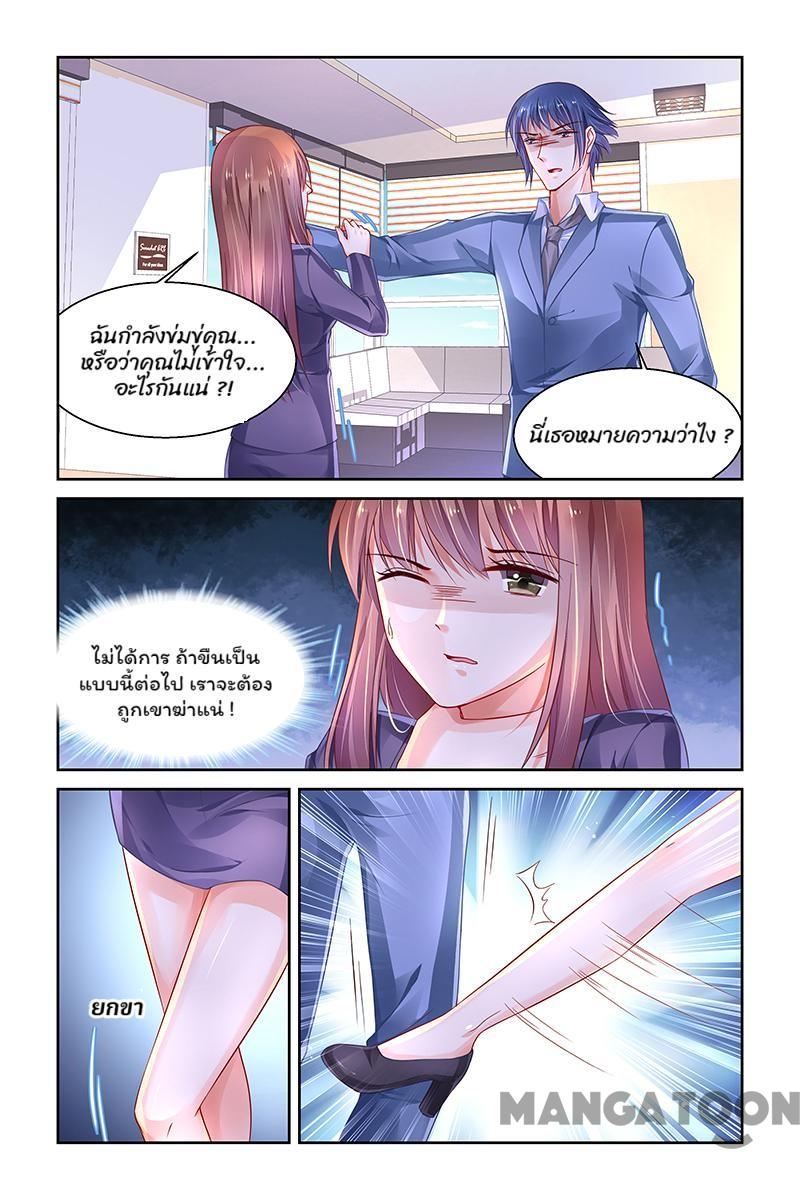 ฉันกำลังข่มขู่คุณ...
หรือว่าคุณไม่เข้าใจ...
อะไรกันแน่ ?!
นี่เธอหมายความว่าไง ?
ไม่ได้การ ถ้าขืนเป็น
แบบนี้ต่อไป เราจะต้อง
ถูกเขาฆ่าแน่ !
ยกขา
MANGATOON